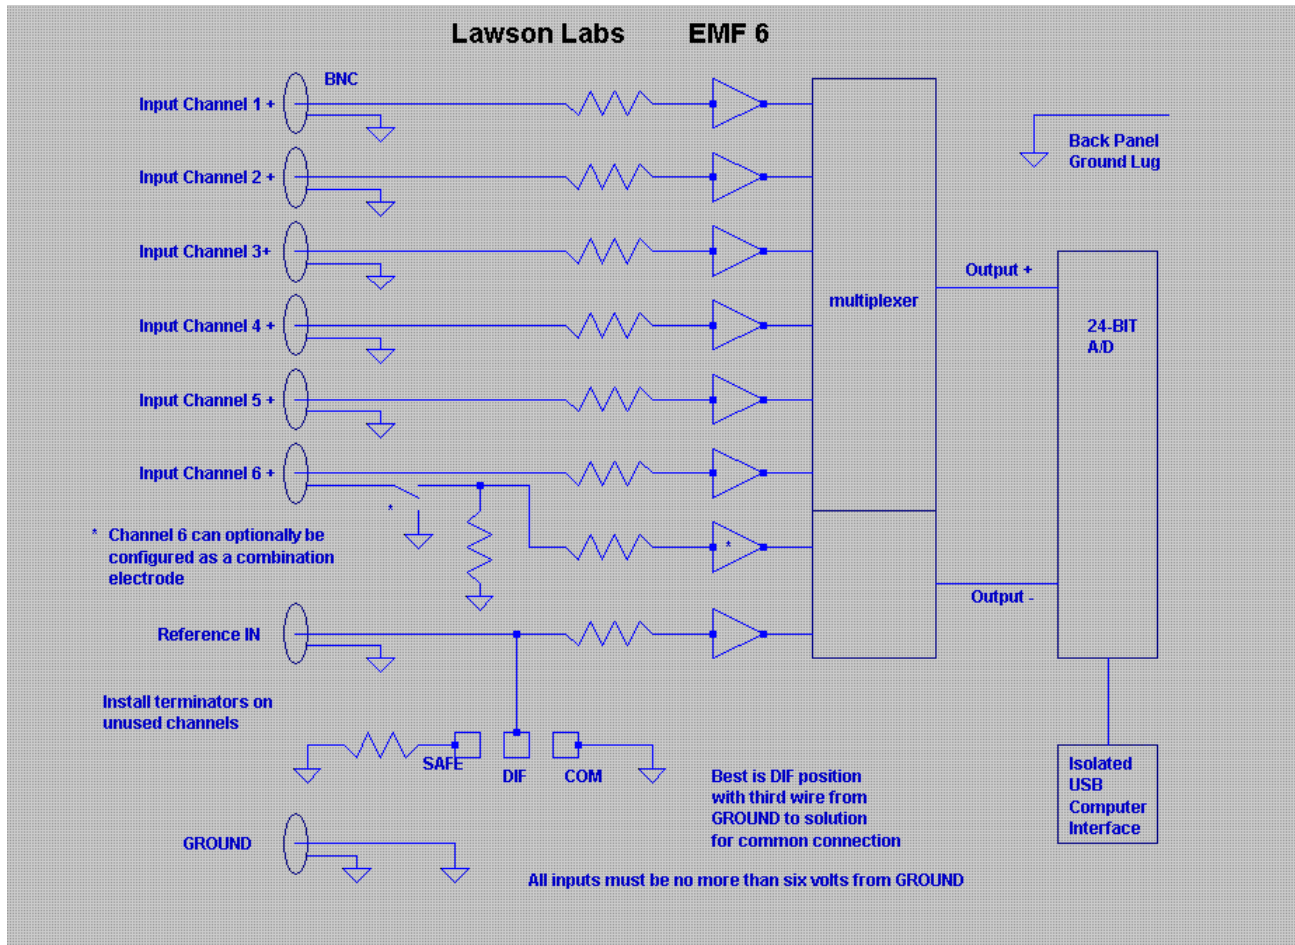 Lawson Labs EMF 6
BNC
Input Channel 1 +
Back Panel
Ground Lug
Input Channel 2 +
Input Channel 3+
Output +
multiplexer
Input Channel 4 +
24-BIT
A/D
Input Channel 5 +
Input Channel 6 +
*
* Channel 6 can optionally be
configured as a combination
electrode
*
Output -
Reference IN
Install terminators on
unused channels
SAFE
DIF
COM
Best is DIF position
with third wire from
GROUND to solution
for common connection
Isolated
USB
Computer
Interface
GROUND
All inputs must be no more than six volts from GROUND